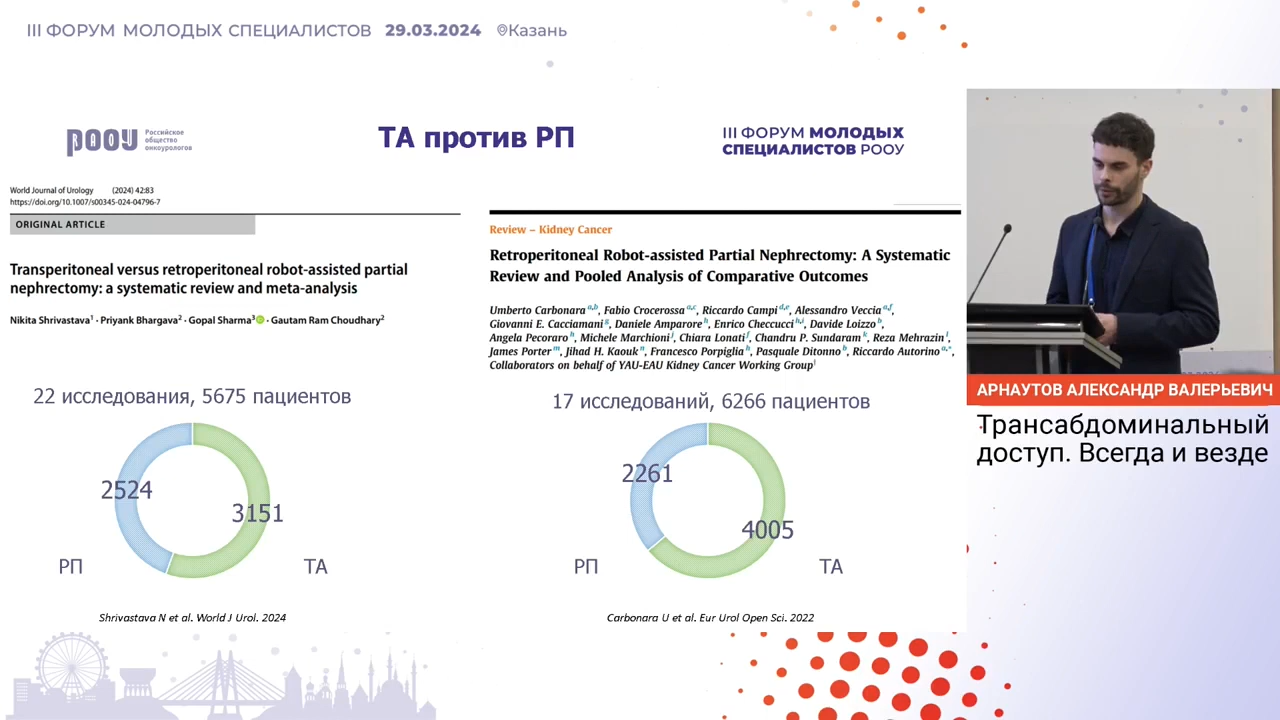 III ФОРУМ МОЛОДЫХ СПЕЦИАЛИСТОВ 29.03.2024 Казань
РООУ
Российское
общество
онкоурологов
ТА против РП
III ФОРУМ МОЛОДЫХ
СПЕЦИАЛИСТОВ РООУ
World Journal of Urology (2024) 42:83
https://doi.org/10.1007/s00345-024-04796-7
ORIGINAL ARTICLE
Transperitoneal versus retroperitoneal robot-assisted partial
nephrectomy: a systematic review and meta-analysis
Nikita Shrivastava¹ · Priyank Bhargava² · Gopal Sharma³ · Gautam Ram Choudhary²
22 исследования, 5675 пациентов
2524
3151
РП
ТА
Shrivastava N et al. World J Urol. 2024
Review – Kidney Cancer
Retroperitoneal Robot-assisted Partial Nephrectomy: A Systematic
Review and Pooled Analysis of Comparative Outcomes
Umberto Carbonara a,b, Fabio Crocerossa a,c, Riccardo Campi d,e, Alessandro Veccia a,f,
Giovanni E. Cacciamani g, Daniele Amparore h, Enrico Checcucci h,i, Davide Loizzo b,
Angela Pecoraro h, Michele Marchioni j, Chiara Lonati f, Chandru P. Sundaram k, Reza Mehrazin l,
James Porter m, Jihad H. Kaouk n, Francesco Porpiglia h, Pasquale Ditonno b, Riccardo Autorino a,*,
Collaborators on behalf of YAU-EAU Kidney Cancer Working Group
17 исследований, 6266 пациентов
2261
4005
РП
ТА
Carbonara U et al. Eur Urol Open Sci. 2022
АРНАУТОВ АЛЕКСАНДР ВАЛЕРЬЕВИЧ
Трансабдоминальный
доступ. Всегда и везде